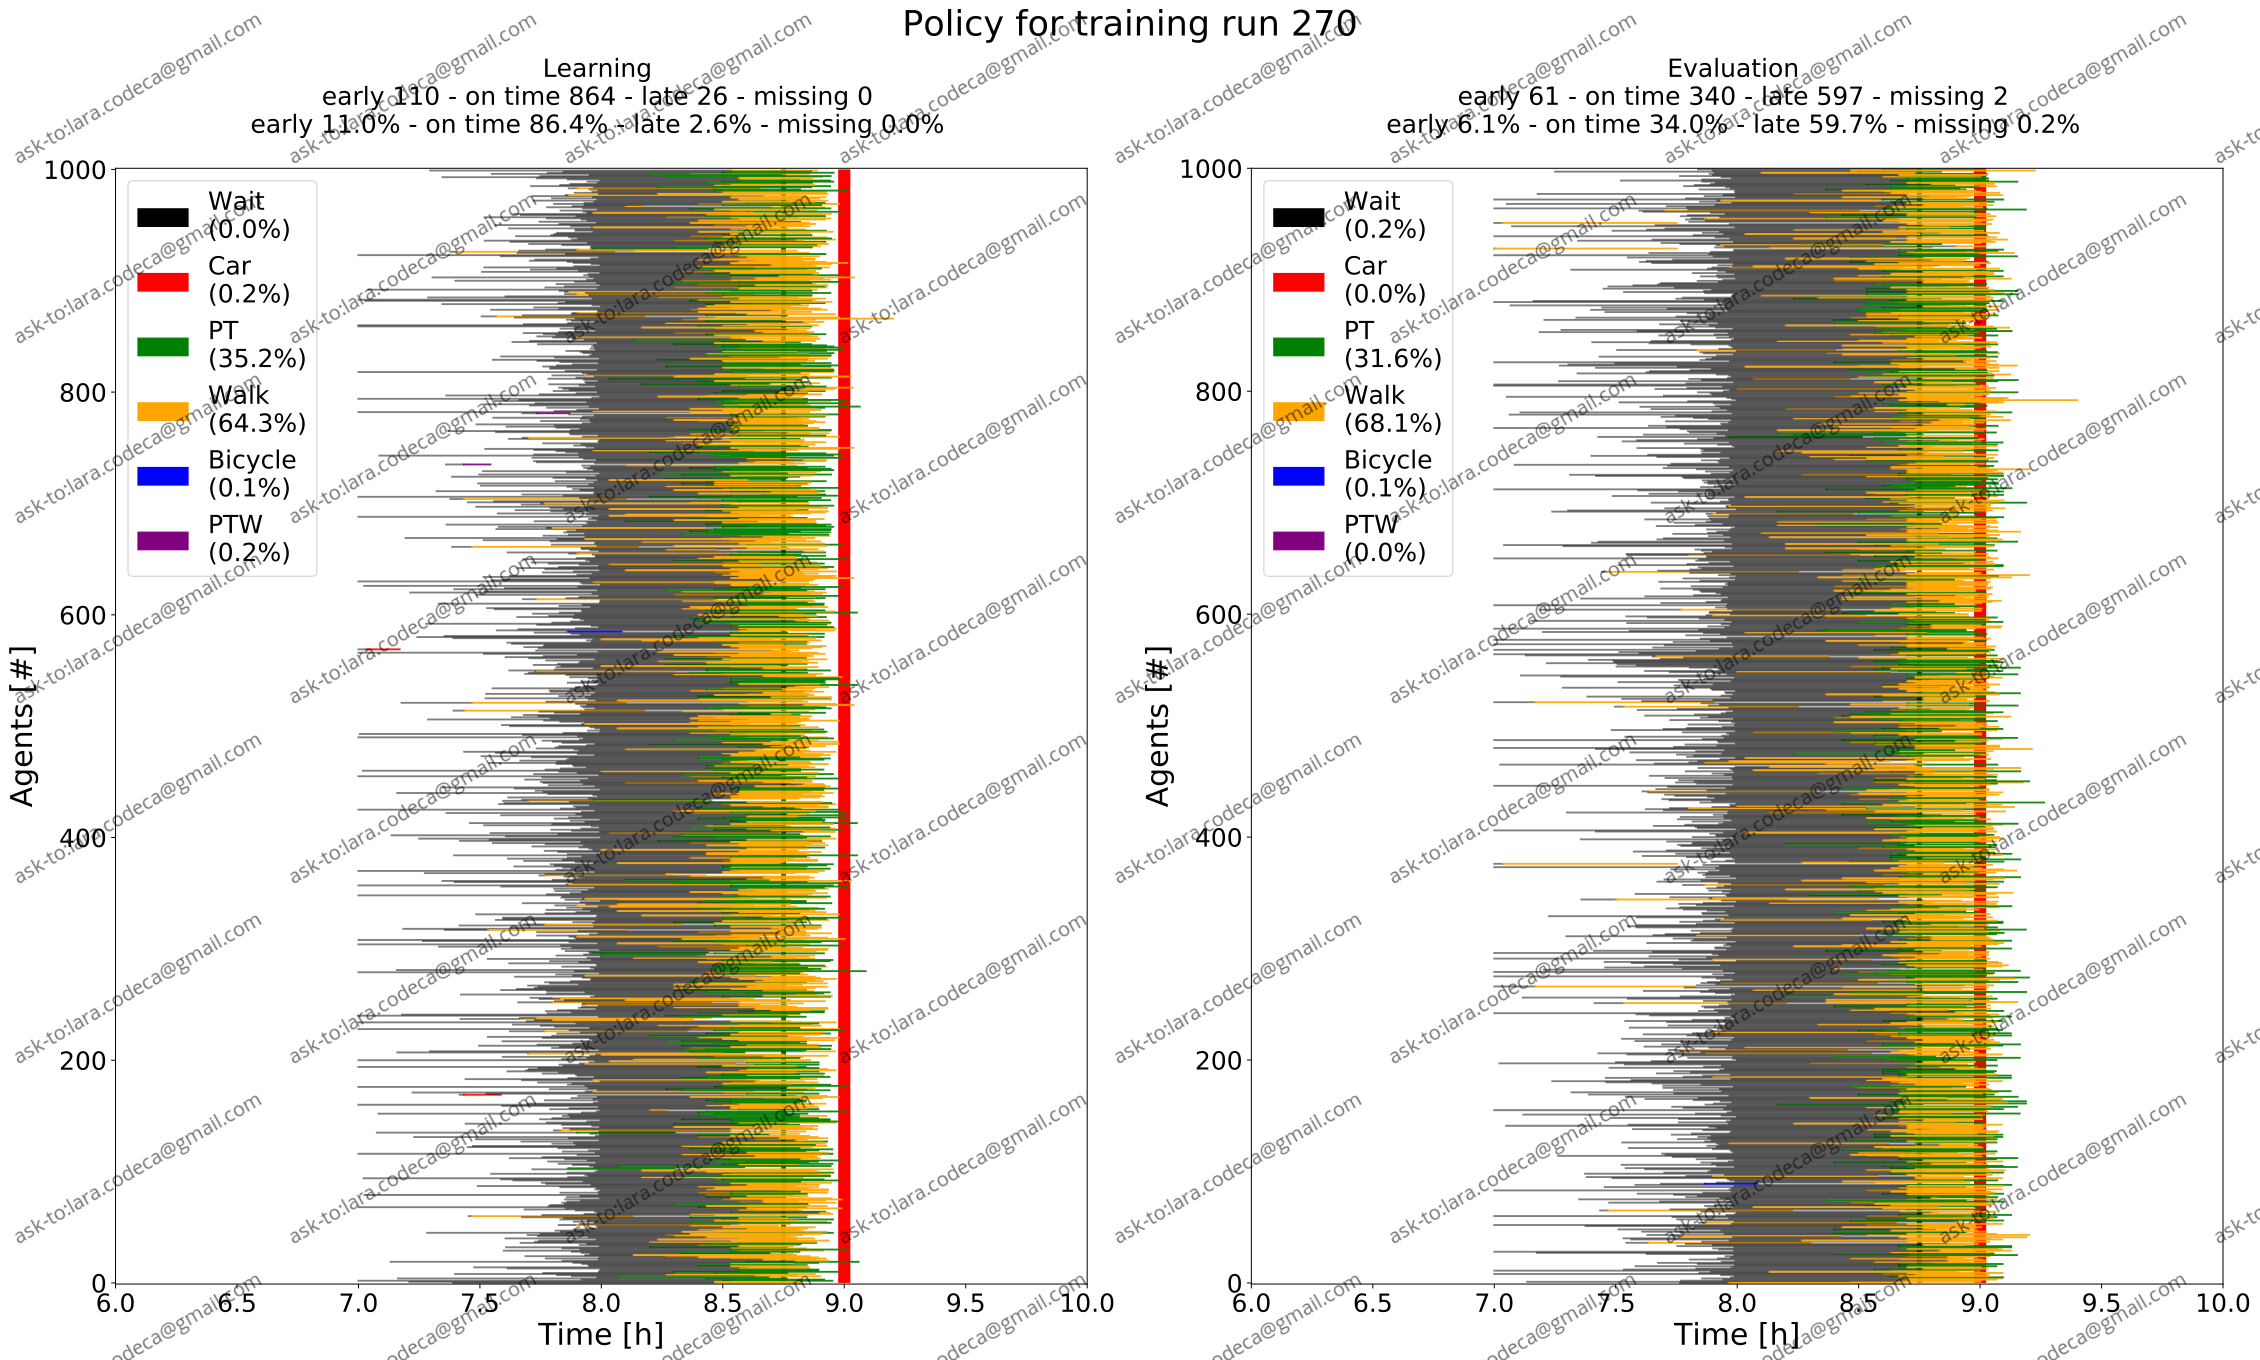 Policy for training run 270
Learning
early 110 - on time 864 - late 26 - missing 0
early 11.0% - on time 86.4% - late 2.6% - missing 0.0%
1000
800
600
400
200
0
Agents [#]
Wait
(0.0%)
Car
(0.2%)
PT
(35.2%)
Walk
(64.3%)
Bicycle
(0.1%)
PTW
(0.2%)
6.0 6.5 7.0 7.5 8.0 8.5 9.0 9.5 10.0
Time [h]
Evaluation
early 61 - on time 340 - late 597 - missing 2
early 6.1% - on time 34.0% - late 59.7% - missing 0.2%
1000
800
600
400
200
0
Agents [#]
Wait
(0.2%)
Car
(0.0%)
PT
(31.6%)
Walk
(68.1%)
Bicycle
(0.1%)
PTW
(0.0%)
6.0 6.5 7.0 7.5 8.0 8.5 9.0 9.5 10.0
Time [h]
ask-to:lara.codeca@gmail.com